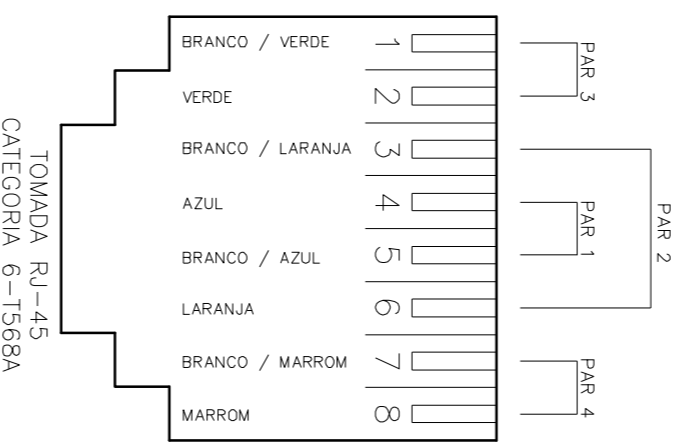 BRANCO / VERDE 1
VERDE 2
BRANCO / LARANJA 3
AZUL 4
BRANCO / AZUL 5
LARANJA 6
BRANCO / MARROM 7
MARROM 8
PAR 3
PAR 2
PAR 1
PAR 4
TOMADA RJ-45
CATEGORIA 6-T568A